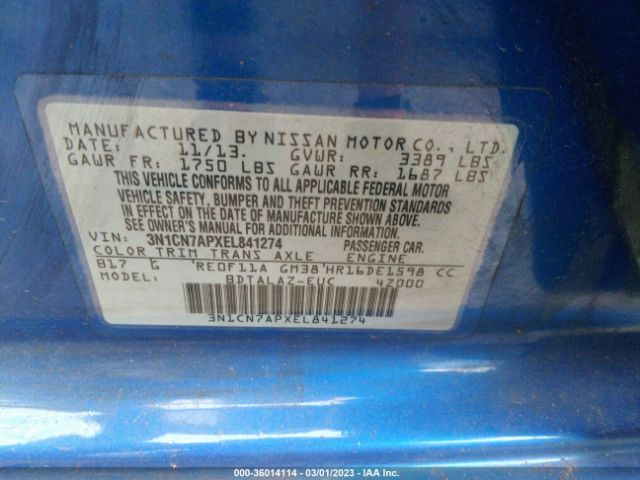 MANUFACTURED BY NISSAN MOTOR CO., LTD.
DATE: 11/13. GVWR: 3389 LBS
GAWR FR: 1750 LBS GAWR RR: 1687 LBS
THIS VEHICLE CONFORMS TO ALL APPLICABLE FEDERAL MOTOR
VEHICLE SAFETY, BUMPER AND THEFT PREVENTION STANDARDS
IN EFFECT ON THE DATE OF MANUFACTURE SHOWN ABOVE.
SEE OWNER'S MANUAL FOR ADDITIONAL INFORMATION.
VIN: 3N1CN7APXEL841274 PASSENGER CAR.
COLOR TRIM TRANS AXLE ENGINE
B17 G 'RE0F11A GM38'HR16DE1598 CC
BDTALAZ-EUC 4Z000
3N1CN7APXEL841274
000-36014114 --- 03/01/2023 --- IAA Inc.